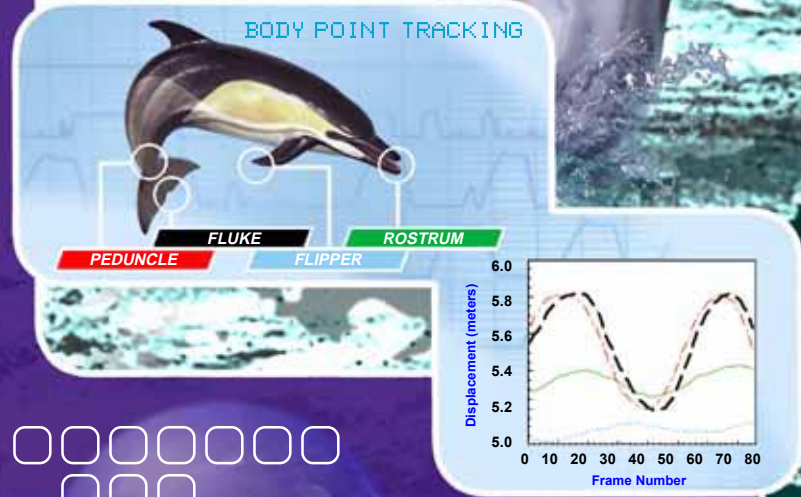 BODY POINT TRACKING
FLUKE
ROSTRUM
PEDUNCLE
FLIPPER
Displacement (meters)
6.0
5.8
5.6
5.4
5.2
5.0
0 10 20 30 40 50 60 70 80
Frame Number